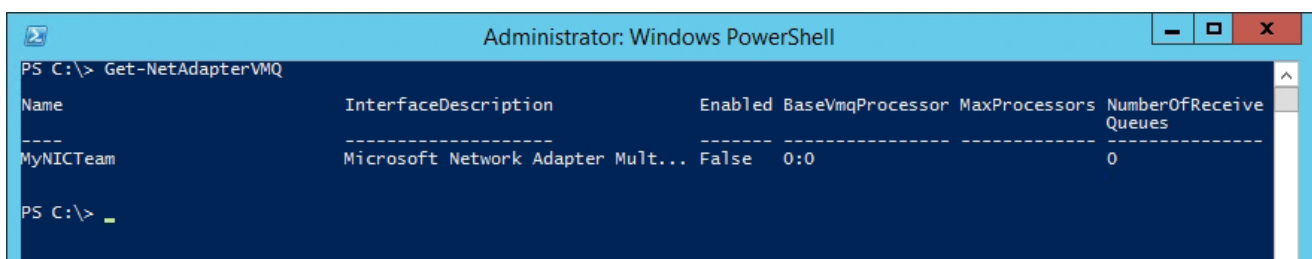 Administrator: Windows PowerShell
PS C:\> Get-NetAdapterVMQ
Name InterfaceDescription Enabled BaseVmqProcessor MaxProcessors NumberOfReceive
Queues
---- -------------------- ------- ---------------- ------------- ---------------
MyNICTeam Microsoft Network Adapter Mult... False 0:0 0
PS C:\> _